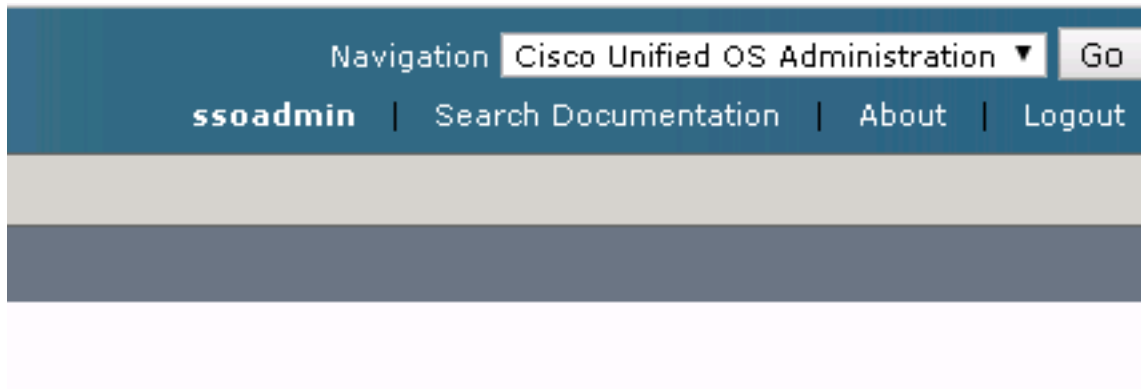 Navigation Cisco Unified OS Administration Go
ssoadmin | Search Documentation | About | Logout